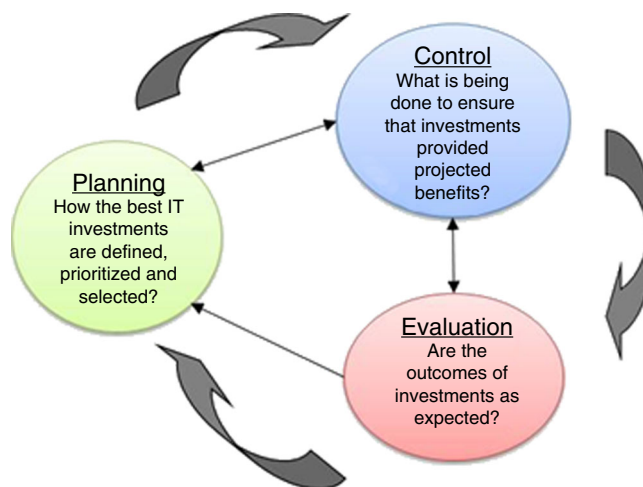 Control
What is being
done to ensure
that investments
provided
projected
benefits?
Planning
How the best IT
investments
are defined,
prioritized and
selected?
Evaluation
Are the
outcomes of
investments as
expected?